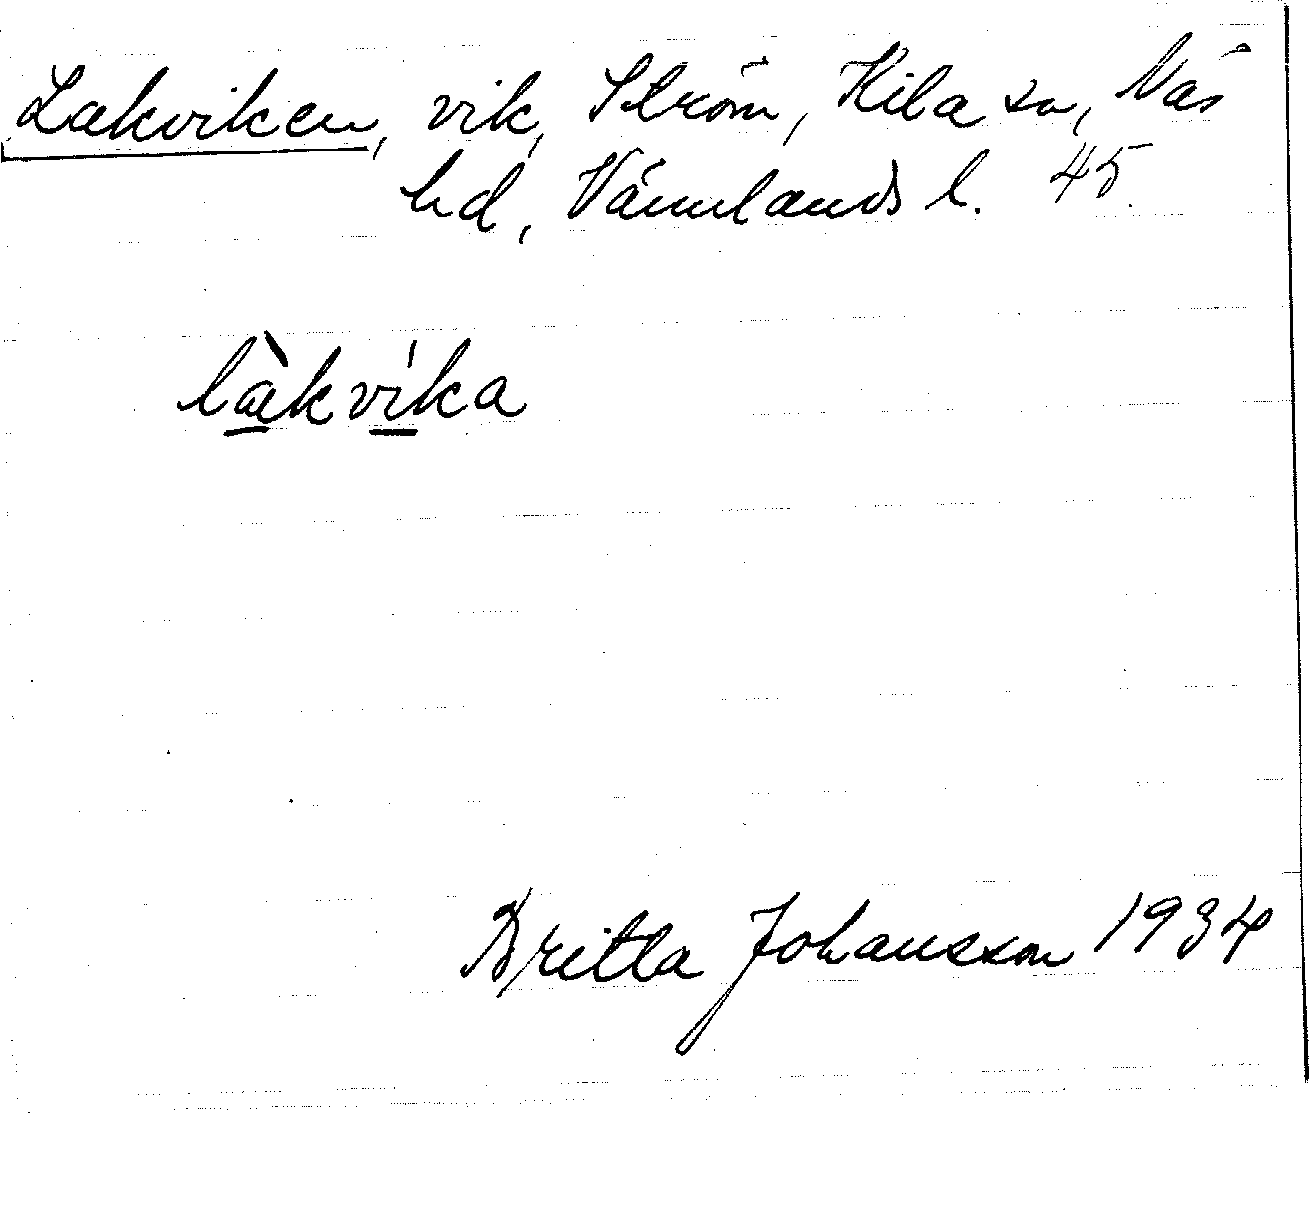 Lakviken, vik, Ström, Kila sn, Näs
hd, Värmlands l. 45.
làkvíka
Britta Johansson 1934